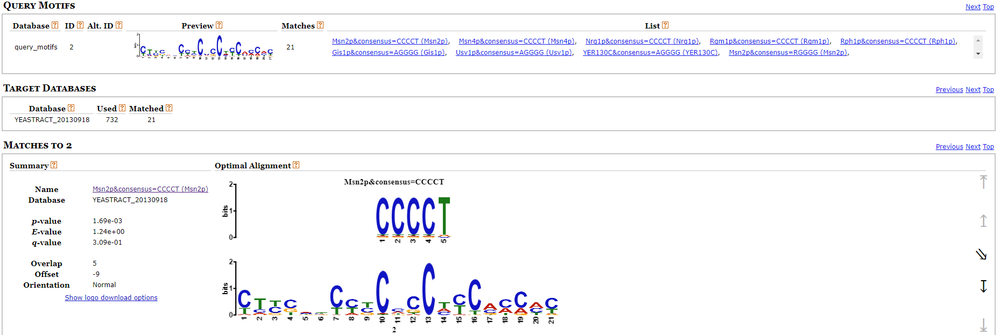 QUERY MOTIFS
Next Top
Database ? ID ? Alt. ID ? Preview ? Matches ? List ?
query_motifs 2 21
Msn2p&consensus=CCCCT (Msn2p), Msn4p&consensus=CCCCT (Msn4p), Nrg1p&consensus=CCCCT (Nrg1p), Rgm1p&consensus=CCCCT (Rgm1p), Rph1p&consensus=CCCCT (Rph1p),
Gis1p&consensus=AGGGG (Gis1p), Usv1p&consensus=AGGGG (Usv1p), YER130C&consensus=AGGGG (YER130C), Msn2p&consensus=RGGGG (Msn2p),
TARGET DATABASES
Previous Next Top
Database ? Used ? Matched ?
YEASTRACT_20130918 732 21
MATCHES TO 2
Previous Next Top
Summary ?
Name Msn2p&consensus=CCCCT (Msn2p)
Database YEASTRACT_20130918
p-value 1.69e-03
E-value 1.24e+00
q-value 3.09e-01
Overlap 5
Offset -9
Orientation Normal
Show logo download options
Optimal Alignment ?
Msn2p&consensus=CCCCT
2
bits 1
0
CCCCT
1 2 3 4 5
2
bits 1
0
1 2 3 4 5 6 7 8 9 10 11 12 13 14 15 16 17 18 19 20 21
2